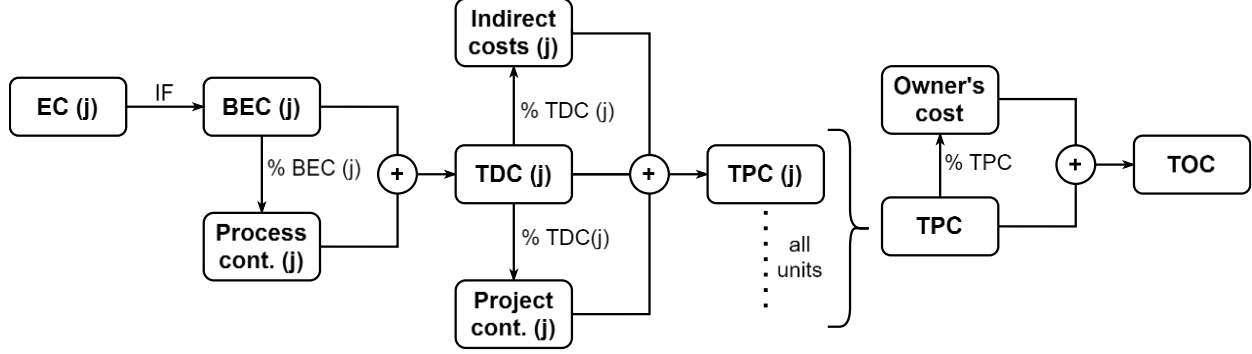 EC (j)
IF
BEC (j)
% BEC (j)
Process
cont. (j)
+
Indirect
costs (j)
% TDC (j)
TDC (j)
% TDC(j)
Project
cont. (j)
+
TPC (j)
all
units
Owner's
cost
% TPC
TPC
+
TOC